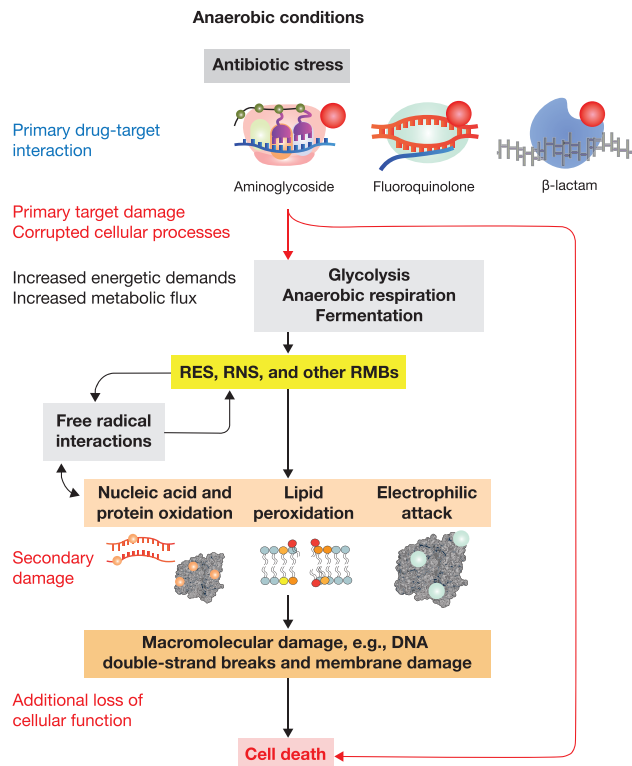 Anaerobic conditions
Antibiotic stress
Primary drug-target
interaction
Aminoglycoside
Fluoroquinolone
β-lactam
Primary target damage
Corrupted cellular processes
Increased energetic demands
Increased metabolic flux
Glycolysis
Anaerobic respiration
Fermentation
RES, RNS, and other RMBs
Free radical
interactions
Nucleic acid and
protein oxidation
Lipid
peroxidation
Electrophilic
attack
Secondary
damage
Macromolecular damage, e.g., DNA
double-strand breaks and membrane damage
Additional loss of
cellular function
Cell death